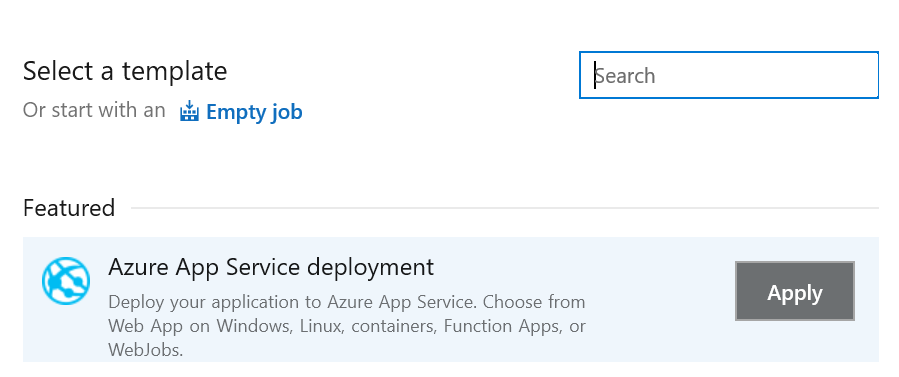 Select a template
Search
Or start with an Empty job
Featured
Azure App Service deployment
Deploy your application to Azure App Service. Choose from
Web App on Windows, Linux, containers, Function Apps, or
WebJobs.
Apply